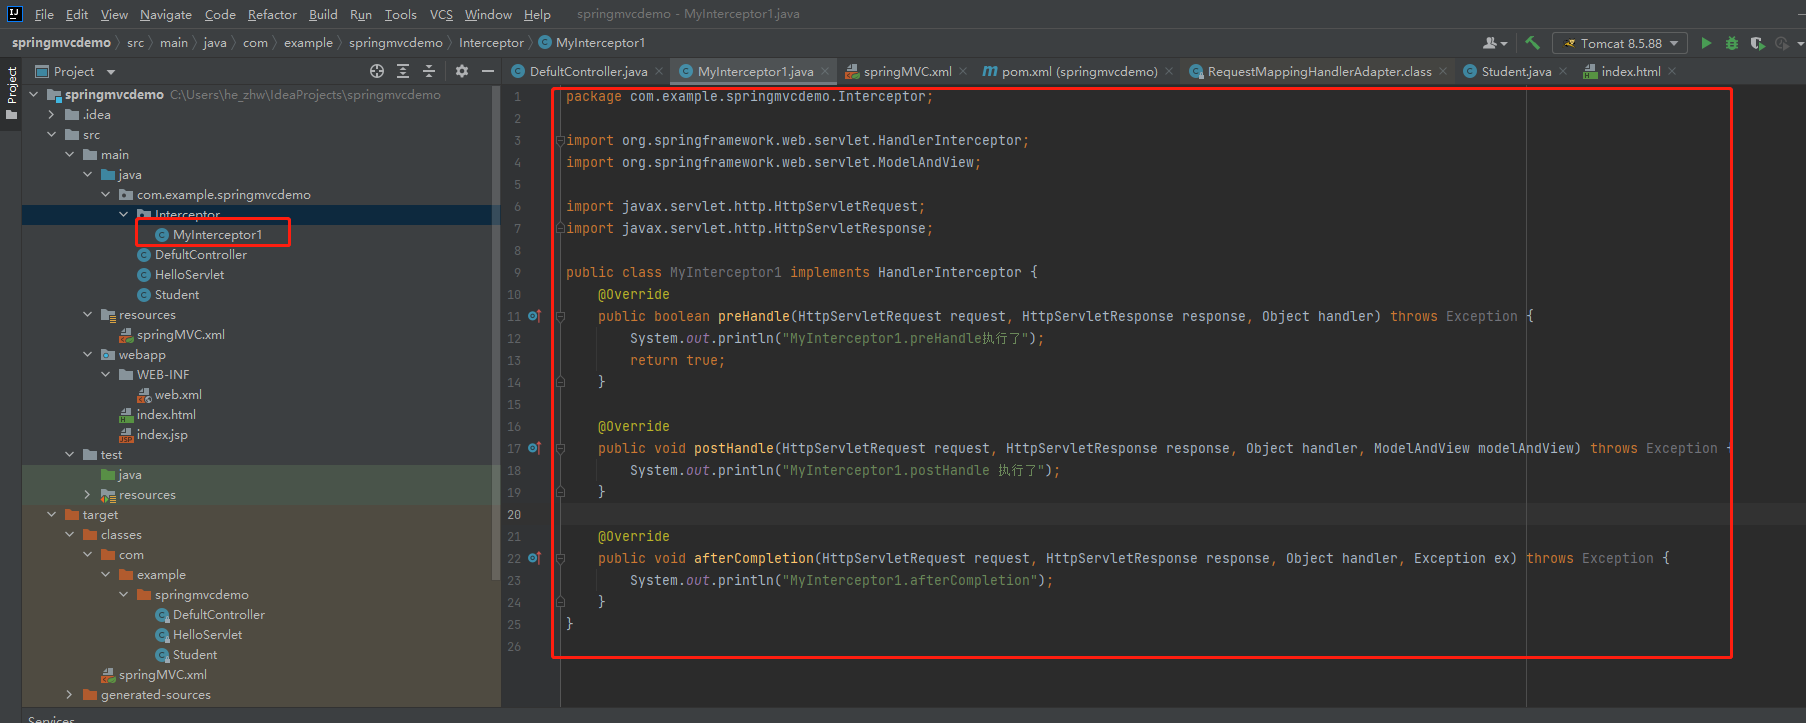 File Edit View Navigate Code Refactor Build Run Tools VCS Window Help springmvcdemo - MyInterceptor1.java
springmvcdemo src main java com example springmvcdemo Interceptor MyInterceptor1 Tomcat 8.5.88
Project
Project
DefultController.java MyInterceptor1.java springMVC.xml pom.xml (springmvcdemo) RequestMappingHandlerAdapter.class Student.java index.html
springmvcdemo C:\Users\he_zhw\IdeaProjects\springmvcdemo
.idea
src
main
java
com.example.springmvcdemo
Interceptor
MyInterceptor1
DefultController
HelloServlet
Student
resources
springMVC.xml
webapp
WEB-INF
web.xml
index.html
index.jsp
test
java
resources
target
classes
com
example
springmvcdemo
DefultController
HelloServlet
Student
springMVC.xml
generated-sources
Services
1 package com.example.springmvcdemo.Interceptor;
2
3 import org.springframework.web.servlet.HandlerInterceptor;
4 import org.springframework.web.servlet.ModelAndView;
5
6 import javax.servlet.http.HttpServletRequest;
7 import javax.servlet.http.HttpServletResponse;
8
9 public class MyInterceptor1 implements HandlerInterceptor {
10 @Override
11 public boolean preHandle(HttpServletRequest request, HttpServletResponse response, Object handler) throws Exception {
12 System.out.println("MyInterceptor1.preHandle执行了");
13 return true;
14 }
15
16 @Override
17 public void postHandle(HttpServletRequest request, HttpServletResponse response, Object handler, ModelAndView modelAndView) throws Exception {
18 System.out.println("MyInterceptor1.postHandle 执行了");
19 }
20
21 @Override
22 public void afterCompletion(HttpServletRequest request, HttpServletResponse response, Object handler, Exception ex) throws Exception {
23 System.out.println("MyInterceptor1.afterCompletion");
24 }
25 }
26